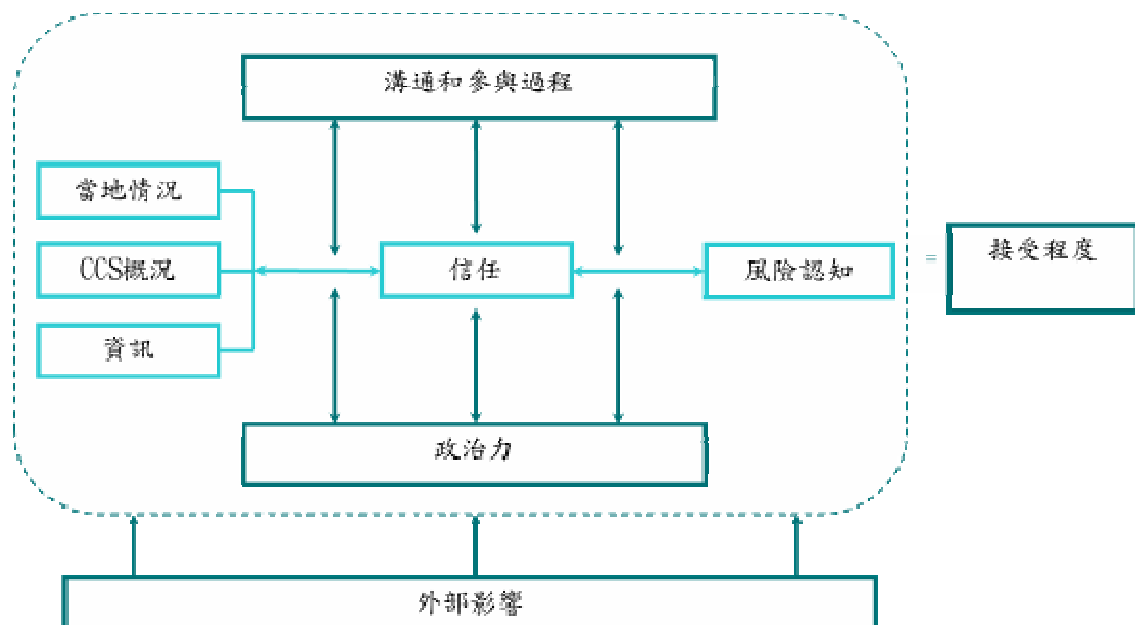 溝通和參與過程
當地情況
CCS概況
資訊
信任
風險認知
=
接受程度
政治力
外部影響